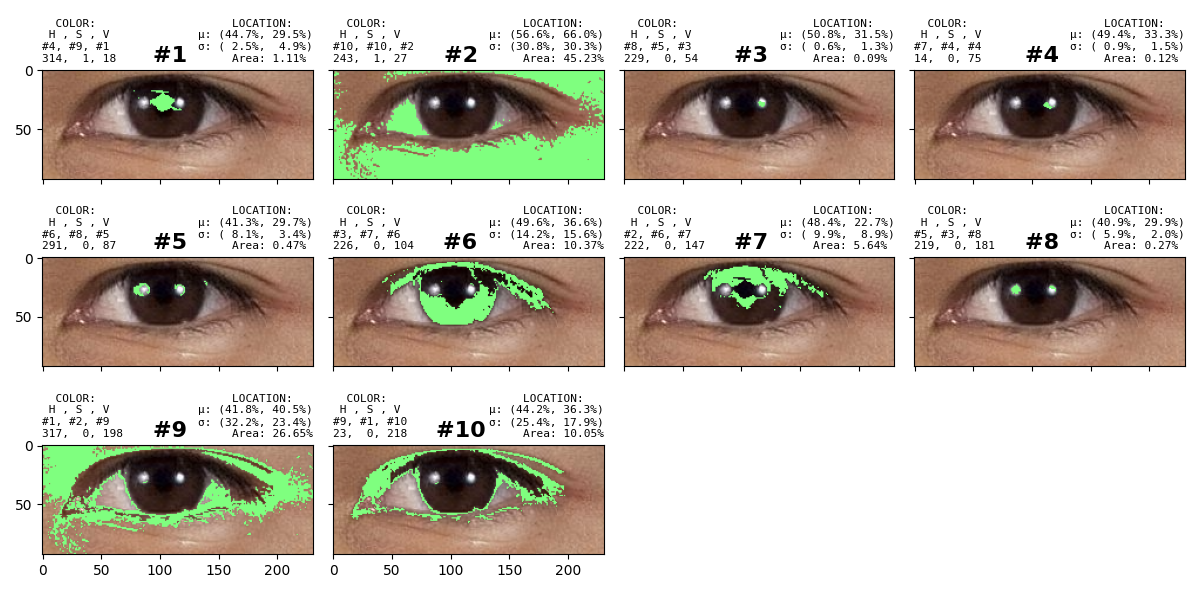 COLOR: LOCATION:
H , S , V μ: (44.7%, 29.5%)
#4, #9, #1 σ: ( 2.5%, 4.9%)
314, 1, 18 #1 Area: 1.11%
COLOR: LOCATION:
H , S , V μ: (56.6%, 66.0%)
#10, #10, #2 σ: (30.8%, 30.3%)
243, 1, 27 #2 Area: 45.23%
COLOR: LOCATION:
H , S , V μ: (50.8%, 31.5%)
#8, #5, #3 σ: ( 0.6%, 1.3%)
229, 0, 54 #3 Area: 0.09%
COLOR: LOCATION:
H , S , V μ: (49.4%, 33.3%)
#7, #4, #4 σ: ( 0.9%, 1.5%)
14, 0, 75 #4 Area: 0.12%
0
50
COLOR: LOCATION:
H , S , V μ: (41.3%, 29.7%)
#6, #8, #5 σ: ( 8.1%, 3.4%)
291, 0, 87 #5 Area: 0.47%
COLOR: LOCATION:
H , S , V μ: (49.6%, 36.6%)
#3, #7, #6 σ: (14.2%, 15.6%)
226, 0, 104 #6 Area: 10.37%
COLOR: LOCATION:
H , S , V μ: (48.4%, 22.7%)
#2, #6, #7 σ: ( 9.9%, 8.9%)
222, 0, 147 #7 Area: 5.64%
COLOR: LOCATION:
H , S , V μ: (40.9%, 29.9%)
#5, #3, #8 σ: ( 5.9%, 2.0%)
219, 0, 181 #8 Area: 0.27%
0
50
COLOR: LOCATION:
H , S , V μ: (41.8%, 40.5%)
#1, #2, #9 σ: (32.2%, 23.4%)
317, 0, 198 #9 Area: 26.65%
COLOR: LOCATION:
H , S , V μ: (44.2%, 36.3%)
#9, #1, #10 σ: (25.4%, 17.9%)
23, 0, 218 #10 Area: 10.05%
0
50
0 50 100 150 200
0 50 100 150 200